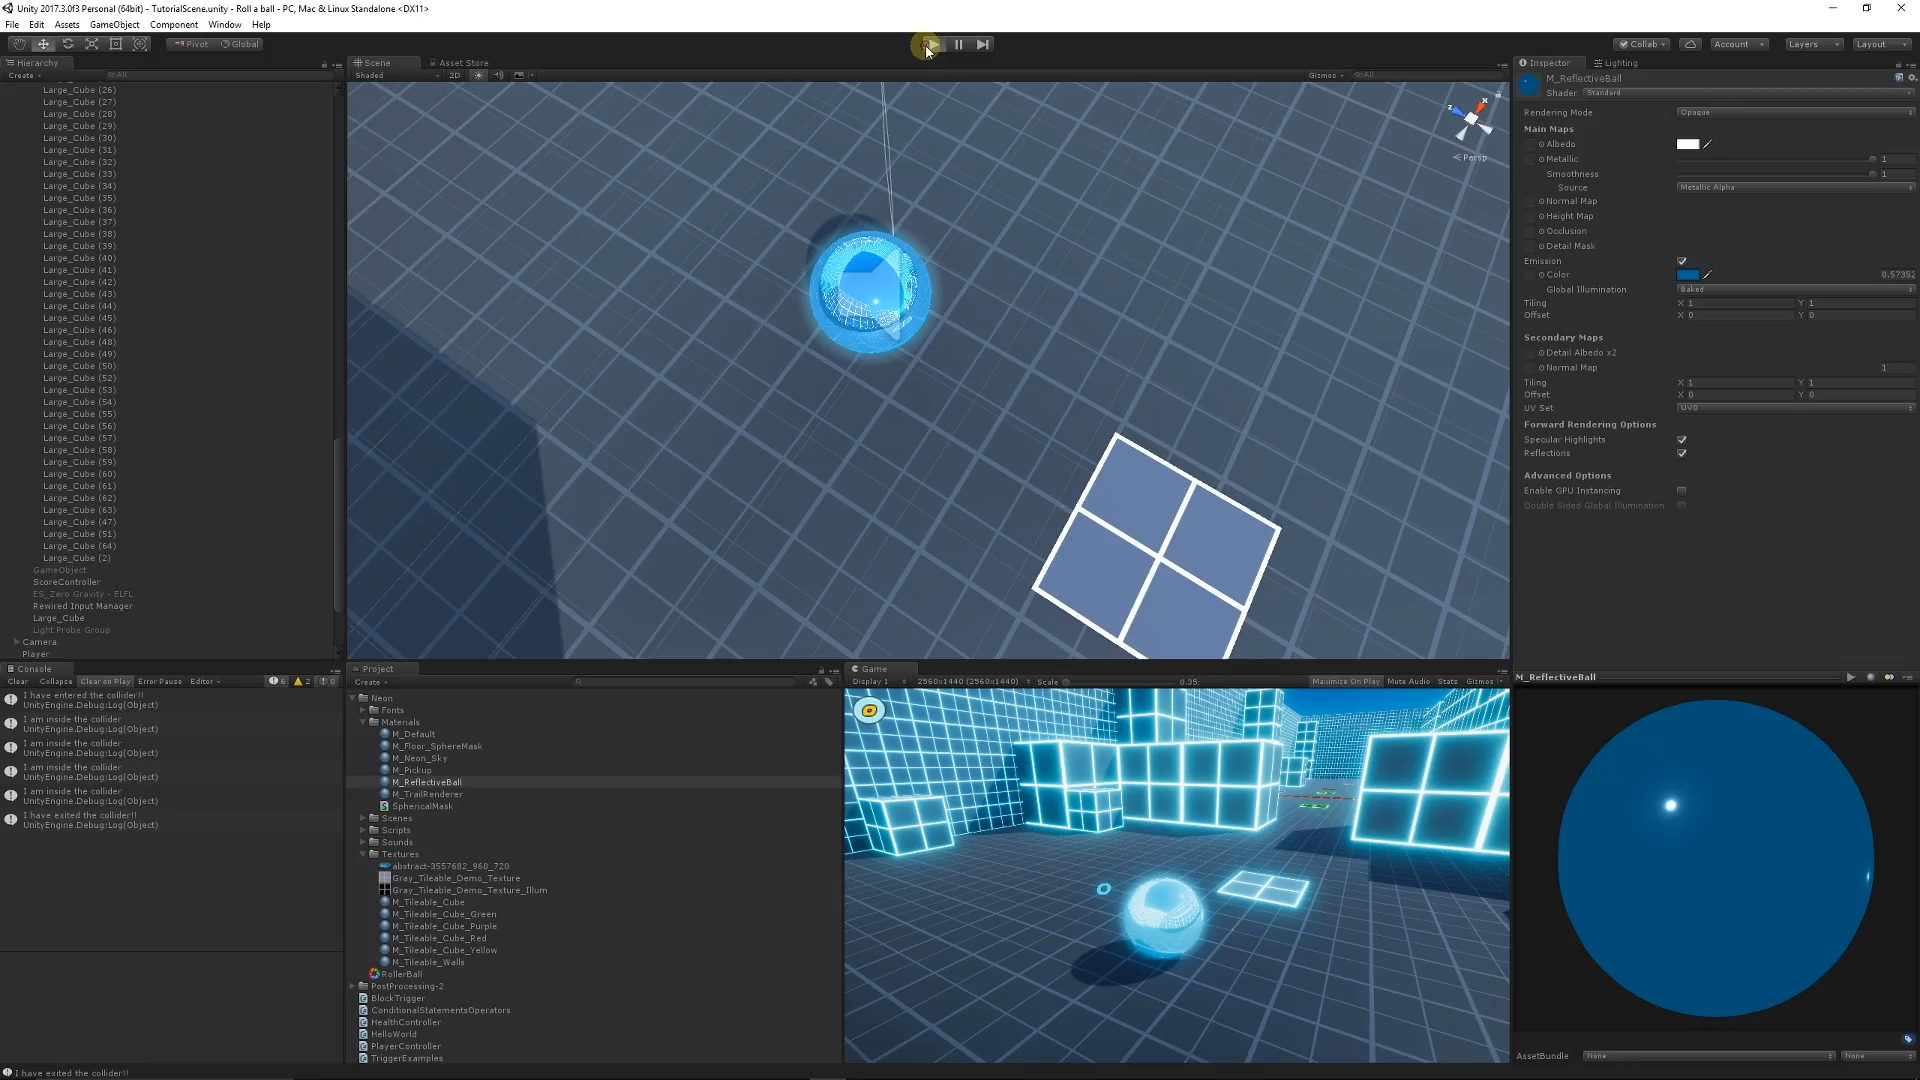 Unity 2017.3.0f3 Personal (64bit) - TutorialScene.unity - Roll a ball - PC, Mac & Linux Standalone <DX11>
File Edit Assets GameObject Component Window Help
Pivot Global
Collab Account Layers Layout
Hierarchy
Create All
Large_Cube (26)
Large_Cube (27)
Large_Cube (28)
Large_Cube (29)
Large_Cube (30)
Large_Cube (31)
Large_Cube (32)
Large_Cube (33)
Large_Cube (34)
Large_Cube (35)
Large_Cube (36)
Large_Cube (37)
Large_Cube (38)
Large_Cube (39)
Large_Cube (40)
Large_Cube (41)
Large_Cube (42)
Large_Cube (43)
Large_Cube (44)
Large_Cube (45)
Large_Cube (46)
Large_Cube (48)
Large_Cube (49)
Large_Cube (50)
Large_Cube (52)
Large_Cube (53)
Large_Cube (54)
Large_Cube (55)
Large_Cube (56)
Large_Cube (57)
Large_Cube (58)
Large_Cube (59)
Large_Cube (60)
Large_Cube (61)
Large_Cube (62)
Large_Cube (63)
Large_Cube (47)
Large_Cube (51)
Large_Cube (64)
Large_Cube (2)
GameObject
ScoreController
ES_Zero Gravity - ELFL
Rewired Input Manager
Large_Cube
Light Probe Group
Camera
Player
Scene Asset Store
Shaded 2D Gizmos All
z x
Persp
Inspector Lighting
M_ReflectiveBall
Shader Standard
Rendering Mode Opaque
Main Maps
Albedo
Metallic 1
Smoothness 1
Source Metallic Alpha
Normal Map
Height Map
Occlusion
Detail Mask
Emission
Color 0.57352
Global Illumination Baked
Tiling X 1 Y 1
Offset X 0 Y 0
Secondary Maps
Detail Albedo x2
Normal Map 1
Tiling X 1 Y 1
Offset X 0 Y 0
UV Set UV0
Forward Rendering Options
Specular Highlights
Reflections
Advanced Options
Enable GPU Instancing
Double Sided Global Illumination
Console
Clear Collapse Clear on Play Error Pause Editor 6 2 0
I have entered the collider!!
UnityEngine.Debug:Log(Object)
I am inside the collider
UnityEngine.Debug:Log(Object)
I am inside the collider
UnityEngine.Debug:Log(Object)
I am inside the collider
UnityEngine.Debug:Log(Object)
I am inside the collider
UnityEngine.Debug:Log(Object)
I have exited the collider!!
UnityEngine.Debug:Log(Object)
I have exited the collider!!
Project
Create
Neon
Fonts
Materials
M_Default
M_Floor_SphereMask
M_Neon_Sky
M_Pickup
M_ReflectiveBall
M_TrailRenderer
SphericalMask
Scenes
Scripts
Sounds
Textures
abstract-3557682_960_720
Gray_Tileable_Demo_Texture
Gray_Tileable_Demo_Texture_Illum
M_Tileable_Cube
M_Tileable_Cube_Green
M_Tileable_Cube_Purple
M_Tileable_Cube_Red
M_Tileable_Cube_Yellow
M_Tileable_Walls
RollerBall
PostProcessing-2
BlockTrigger
ConditionalStatementsOperators
HealthController
HelloWorld
PlayerController
TriggerExamples
Game
Display 1 2560x1440 (2560x1440) Scale 0.35: Maximize On Play Mute Audio Stats Gizmos
M_ReflectiveBall
AssetBundle None None